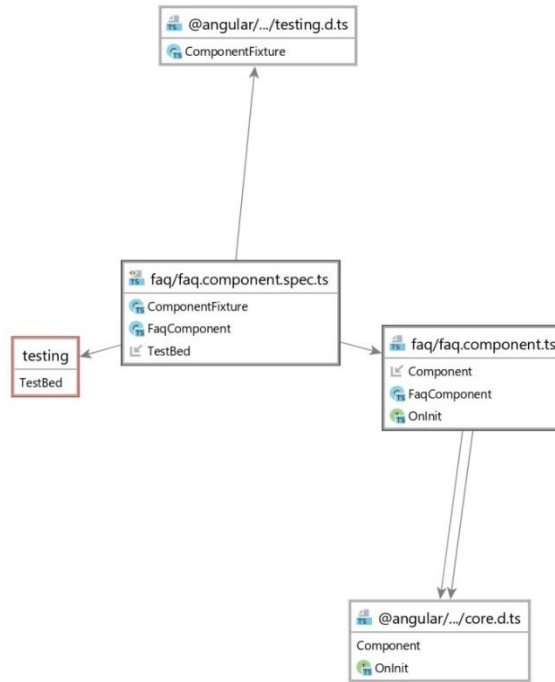 @angular/.../testing.d.ts
ComponentFixture
faq/faq.component.spec.ts
ComponentFixture
FaqComponent
TestBed
testing
TestBed
faq/faq.component.ts
Component
FaqComponent
OnInit
@angular/.../core.d.ts
Component
OnInit